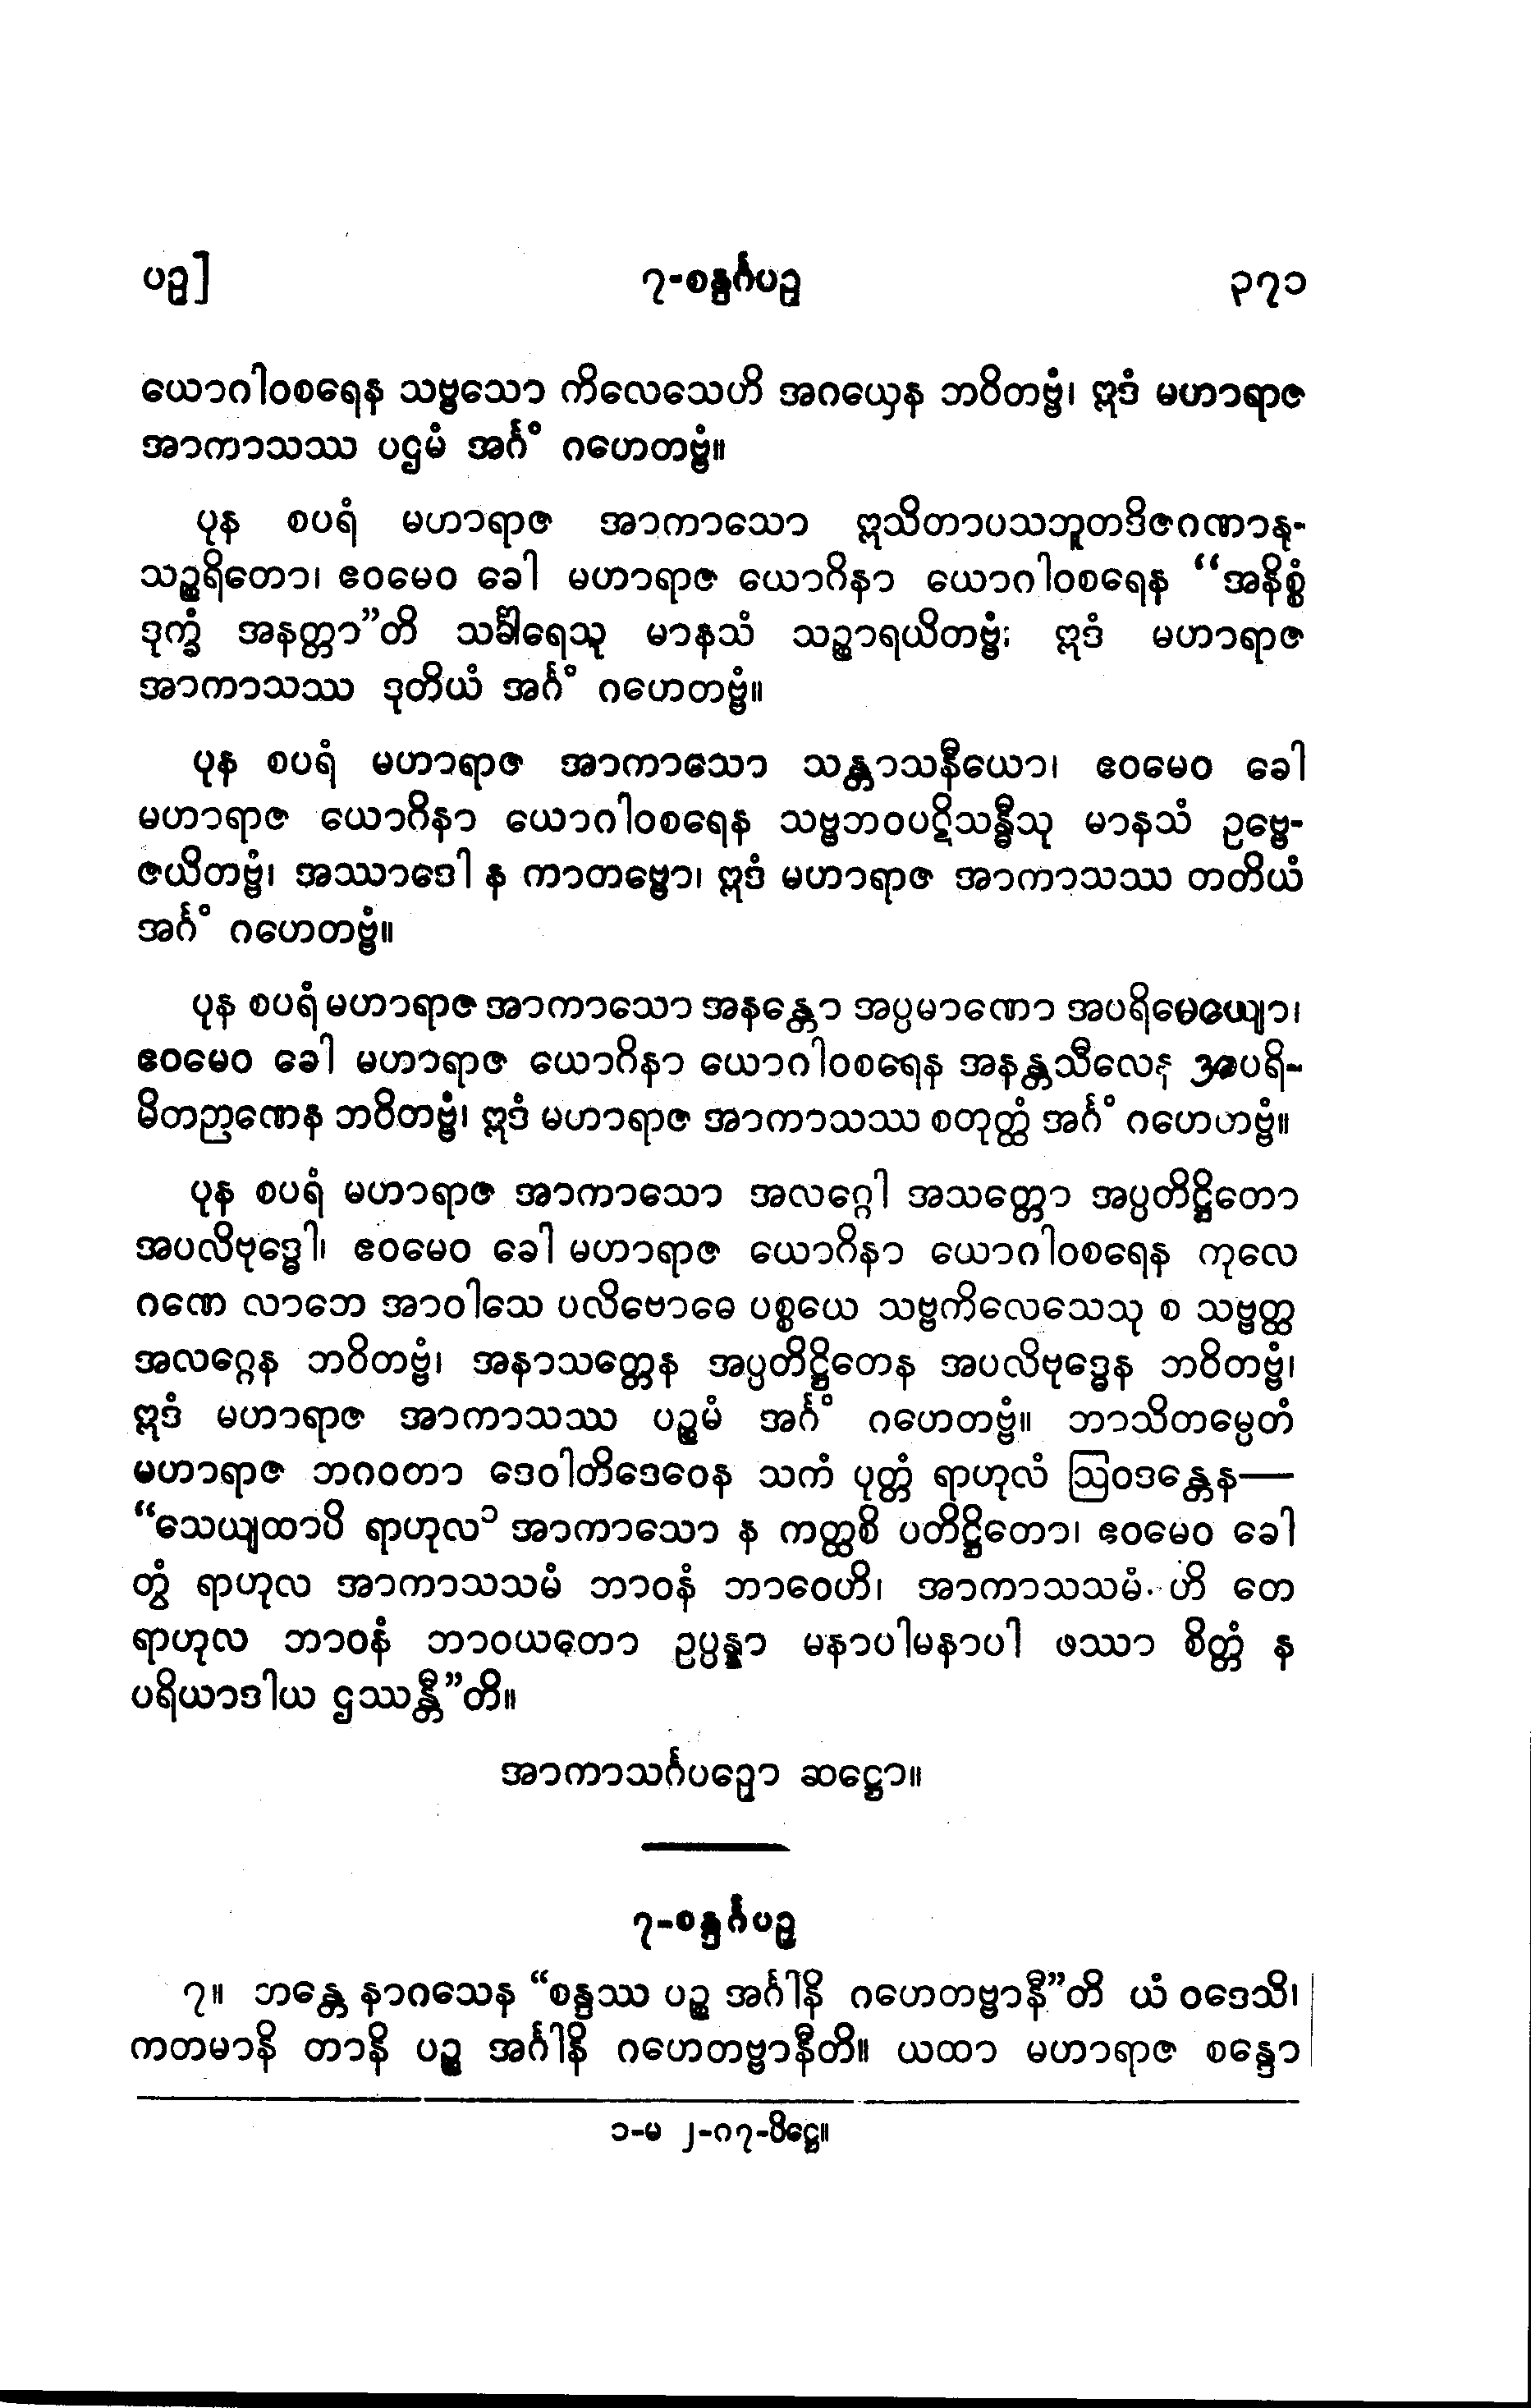 ပဉှ]
၇-စန္ဒင်္ဂပဉှ
၃၇၁
ယောဂါဝစရေန သဗ္ဗသော ကိလေသေဟိ အဂယှေန ဘဝိတဗ္ဗံ၊ ဣဒံ မဟာရာဇ
အာကာသဿ ပဌမံ အင်္ဂံ ဂဟေတဗ္ဗံ။
ပုန စပရံ မဟာရာဇ အာကာသော ဣသိတာပသဘူတဒိဇဂဏာနု-
သဉ္စရိတော၊ ဧဝမေဝ ခေါ မဟာရာဇ ယောဂိနာ ယောဂါဝစရေန “အနိစ္စံ
ဒုက္ခံ အနတ္တာ”တိ သင်္ခါရေသု မာနသံ သဉ္စာရယိတဗ္ဗံ၊ ဣဒံ မဟာရာဇ
အာကာသဿ ဒုတိယံ အင်္ဂံ ဂဟေတဗ္ဗံ။
ပုန စပရံ မဟာရာဇ အာကာသော သန္တာသနီယော၊ ဧဝမေဝ ခေါ
မဟာရာဇ ယောဂိနာ ယောဂါဝစရေန သဗ္ဗဘဝပဋိသန္ဓီသု မာနသံ ဥဗ္ဗေ-
ဇယိတဗ္ဗံ၊ အဿာဒေါ န ကာတဗ္ဗော၊ ဣဒံ မဟာရာဇ အာကာသဿ တတိယံ
အင်္ဂံ ဂဟေတဗ္ဗံ။
ပုန စပရံ မဟာရာဇ အာကာသော အနန္တော အပ္ပမာဏော အပရိမေယျော၊
ဧဝမေဝ ခေါ မဟာရာဇ ယောဂိနာ ယောဂါဝစရေန အနန္တသီလေန အပရိ-
မိတဉာဏေန ဘဝိတဗ္ဗံ၊ ဣဒံ မဟာရာဇ အာကာသဿ စတုတ္ထံ အင်္ဂံ ဂဟေတဗ္ဗံ။
ပုန စပရံ မဟာရာဇ အာကာသော အလဂ္ဂေါ အသတ္တော အပ္ပတိဋ္ဌိတော
အပလိဗုဒ္ဓေါ၊ ဧဝမေဝ ခေါ မဟာရာဇ ယောဂိနာ ယောဂါဝစရေန ကုလေ
ဂဏေ လာဘေ အာဝါသေ ပလိဗောဓေ ပစ္စယေ သဗ္ဗကိလေသေသု စ သဗ္ဗတ္ထ
အလဂ္ဂေန ဘဝိတဗ္ဗံ၊ အနာသတ္တေန အပ္ပတိဋ္ဌိတေန အပလိဗုဒ္ဓေန ဘဝိတဗ္ဗံ၊
ဣဒံ မဟာရာဇ အာကာသဿ ပဉ္စမံ အင်္ဂံ ဂဟေတဗ္ဗံ။ ဘာသိတမ္ပေတံ
မဟာရာဇ ဘဂဝတာ ဒေဝါတိဒေဝေန သကံ ပုတ္တံ ရာဟုလံ ဩဝဒန္တေန—
“သေယျထာပိ ရာဟုလ၁ အာကာသော န ကတ္ထစိ ပတိဋ္ဌိတော၊ ဧဝမေဝ ခေါ
တွံ ရာဟုလ အာကာသသမံ ဘာဝနံ ဘာဝေဟိ၊ အာကာသသမံ ဟိ တေ
ရာဟုလ ဘာဝနံ ဘာဝယတော ဥပ္ပန္နာ မနာပါမနာပါ ဖဿာ စိတ္တံ န
ပရိယာဒါယ ဌဿန္တီ”တိ။
အာကာသင်္ဂပဉှော ဆဋ္ဌော။
၇-စန္ဒင်္ဂပဉှ
၇။ ဘန္တေ နာဂသေန “စန္ဒဿ ပဉ္စ အင်္ဂါနိ ဂဟေတဗ္ဗာနီ”တိ ယံ ဝဒေသိ၊
ကတမာနိ တာနိ ပဉ္စ အင်္ဂါနိ ဂဟေတဗ္ဗာနီတိ။ ယထာ မဟာရာဇ စန္ဒော
၁-မ ၂-၈၇-ပိဋ္ဌေ။